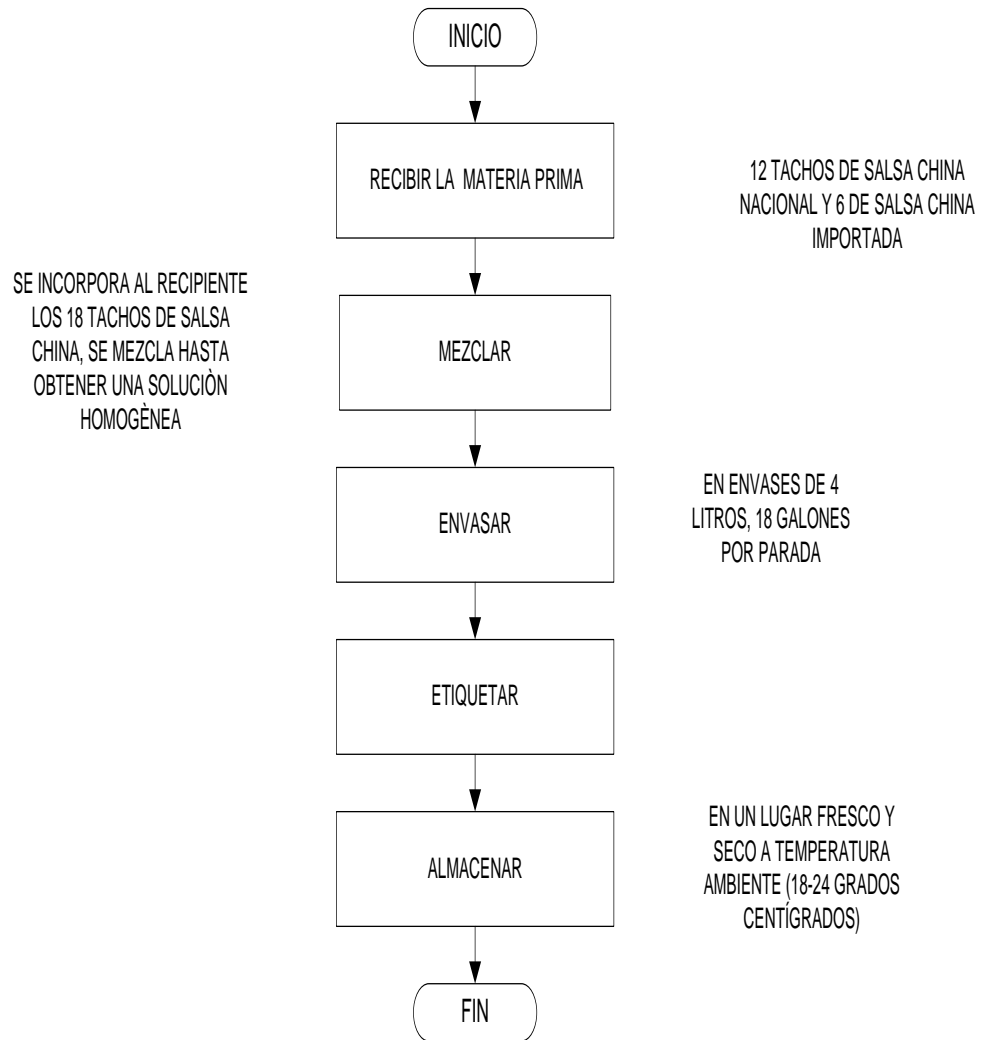 INICIO
RECIBIR LA MATERIA PRIMA
12 TACHOS DE SALSA CHINA
NACIONAL Y 6 DE SALSA CHINA
IMPORTADA
SE INCORPORA AL RECIPIENTE
LOS 18 TACHOS DE SALSA
CHINA, SE MEZCLA HASTA
OBTENER UNA SOLUCIÒN
HOMOGÈNEA
MEZCLAR
ENVASAR
EN ENVASES DE 4
LITROS, 18 GALONES
POR PARADA
ETIQUETAR
ALMACENAR
EN UN LUGAR FRESCO Y
SECO A TEMPERATURA
AMBIENTE (18-24 GRADOS
CENTÍGRADOS)
FIN